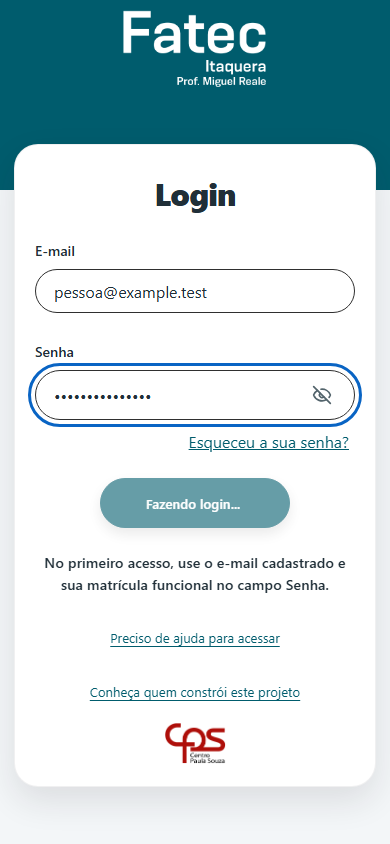 Fatec
Itaquera
Prof. Miguel Reale
Login
E-mail
pessoa@example.test
Senha
•••••••••••••••
Esqueceu a sua senha?
Fazendo login...
No primeiro acesso, use o e-mail cadastrado e
sua matrícula funcional no campo Senha.
Preciso de ajuda para acessar
Conheça quem constrói este projeto
cps
Centro
Paula Souza